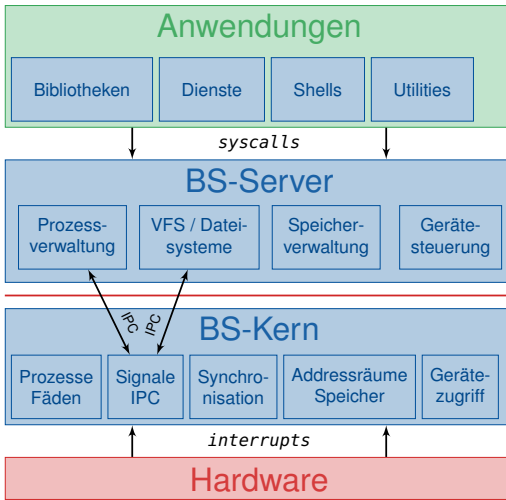 Anwendungen
Bibliotheken
Dienste
Shells
Utilities
syscalls
BS-Server
Prozess-
verwaltung
VFS / Datei-
systeme
Speicher-
verwaltung
Geräte-
steuerung
IPC
IPC
BS-Kern
Prozesse
Fäden
Signale
IPC
Synchro-
nisation
Addressräume
Speicher
Geräte-
zugriff
interrupts
Hardware